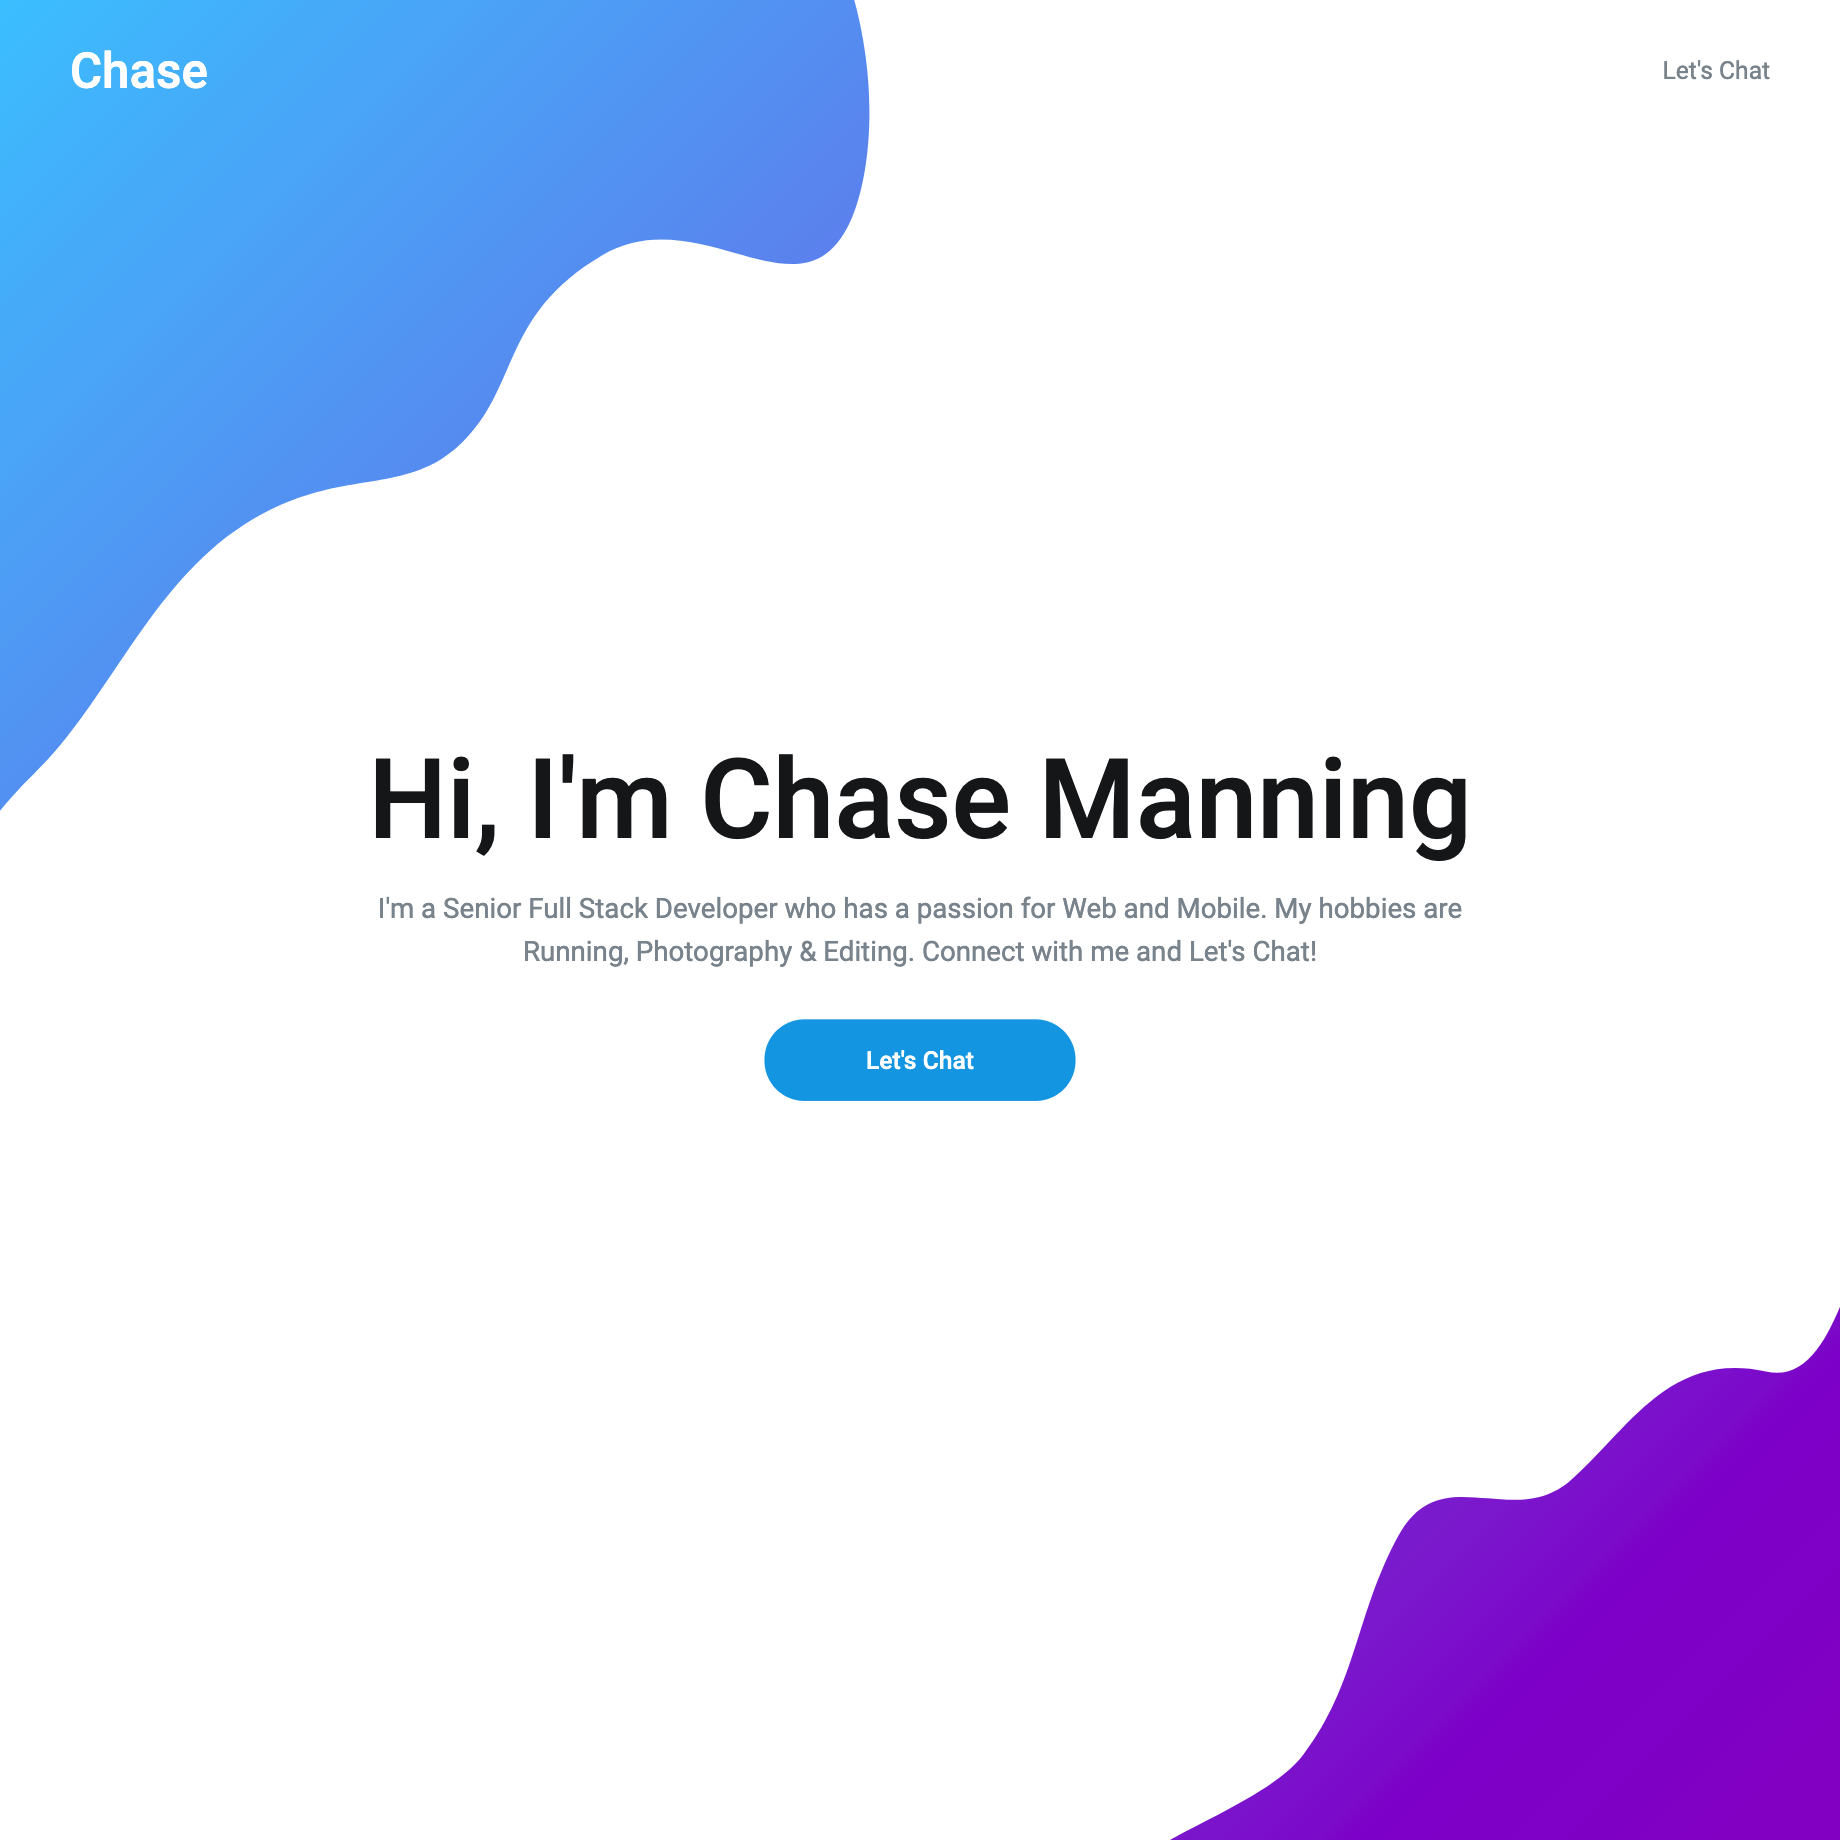 Chase
Let's Chat
Hi, I'm Chase Manning
I'm a Senior Full Stack Developer who has a passion for Web and Mobile. My hobbies are
Running, Photography & Editing. Connect with me and Let's Chat!
Let's Chat